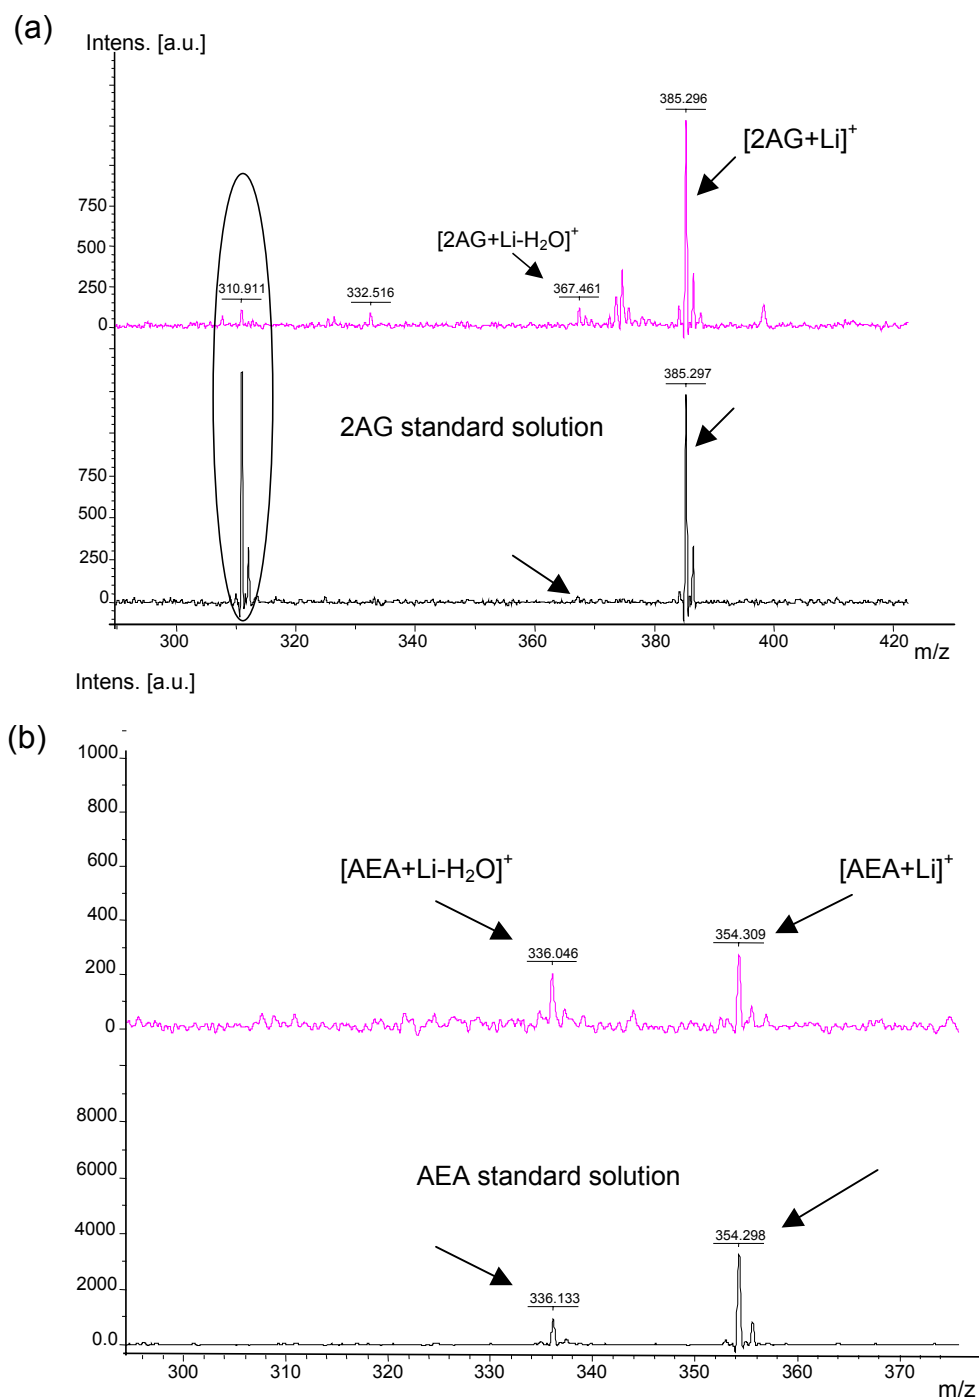 (a)
Intens. [a.u.]
385.296
[2AG+Li]⁺
750
[2AG+Li-H₂O]⁺
500
250
310.911
332.516
367.461
0
385.297
2AG standard solution
750
500
250
0
300 320 340 360 380 400 420
m/z
Intens. [a.u.]
(b)
1000
800
[AEA+Li-H₂O]⁺
[AEA+Li]⁺
600
400
354.309
336.046
200
0
8000
AEA standard solution
6000
4000
354.298
2000
336.133
0.0
300 310 320 330 340 350 360 370
m/z